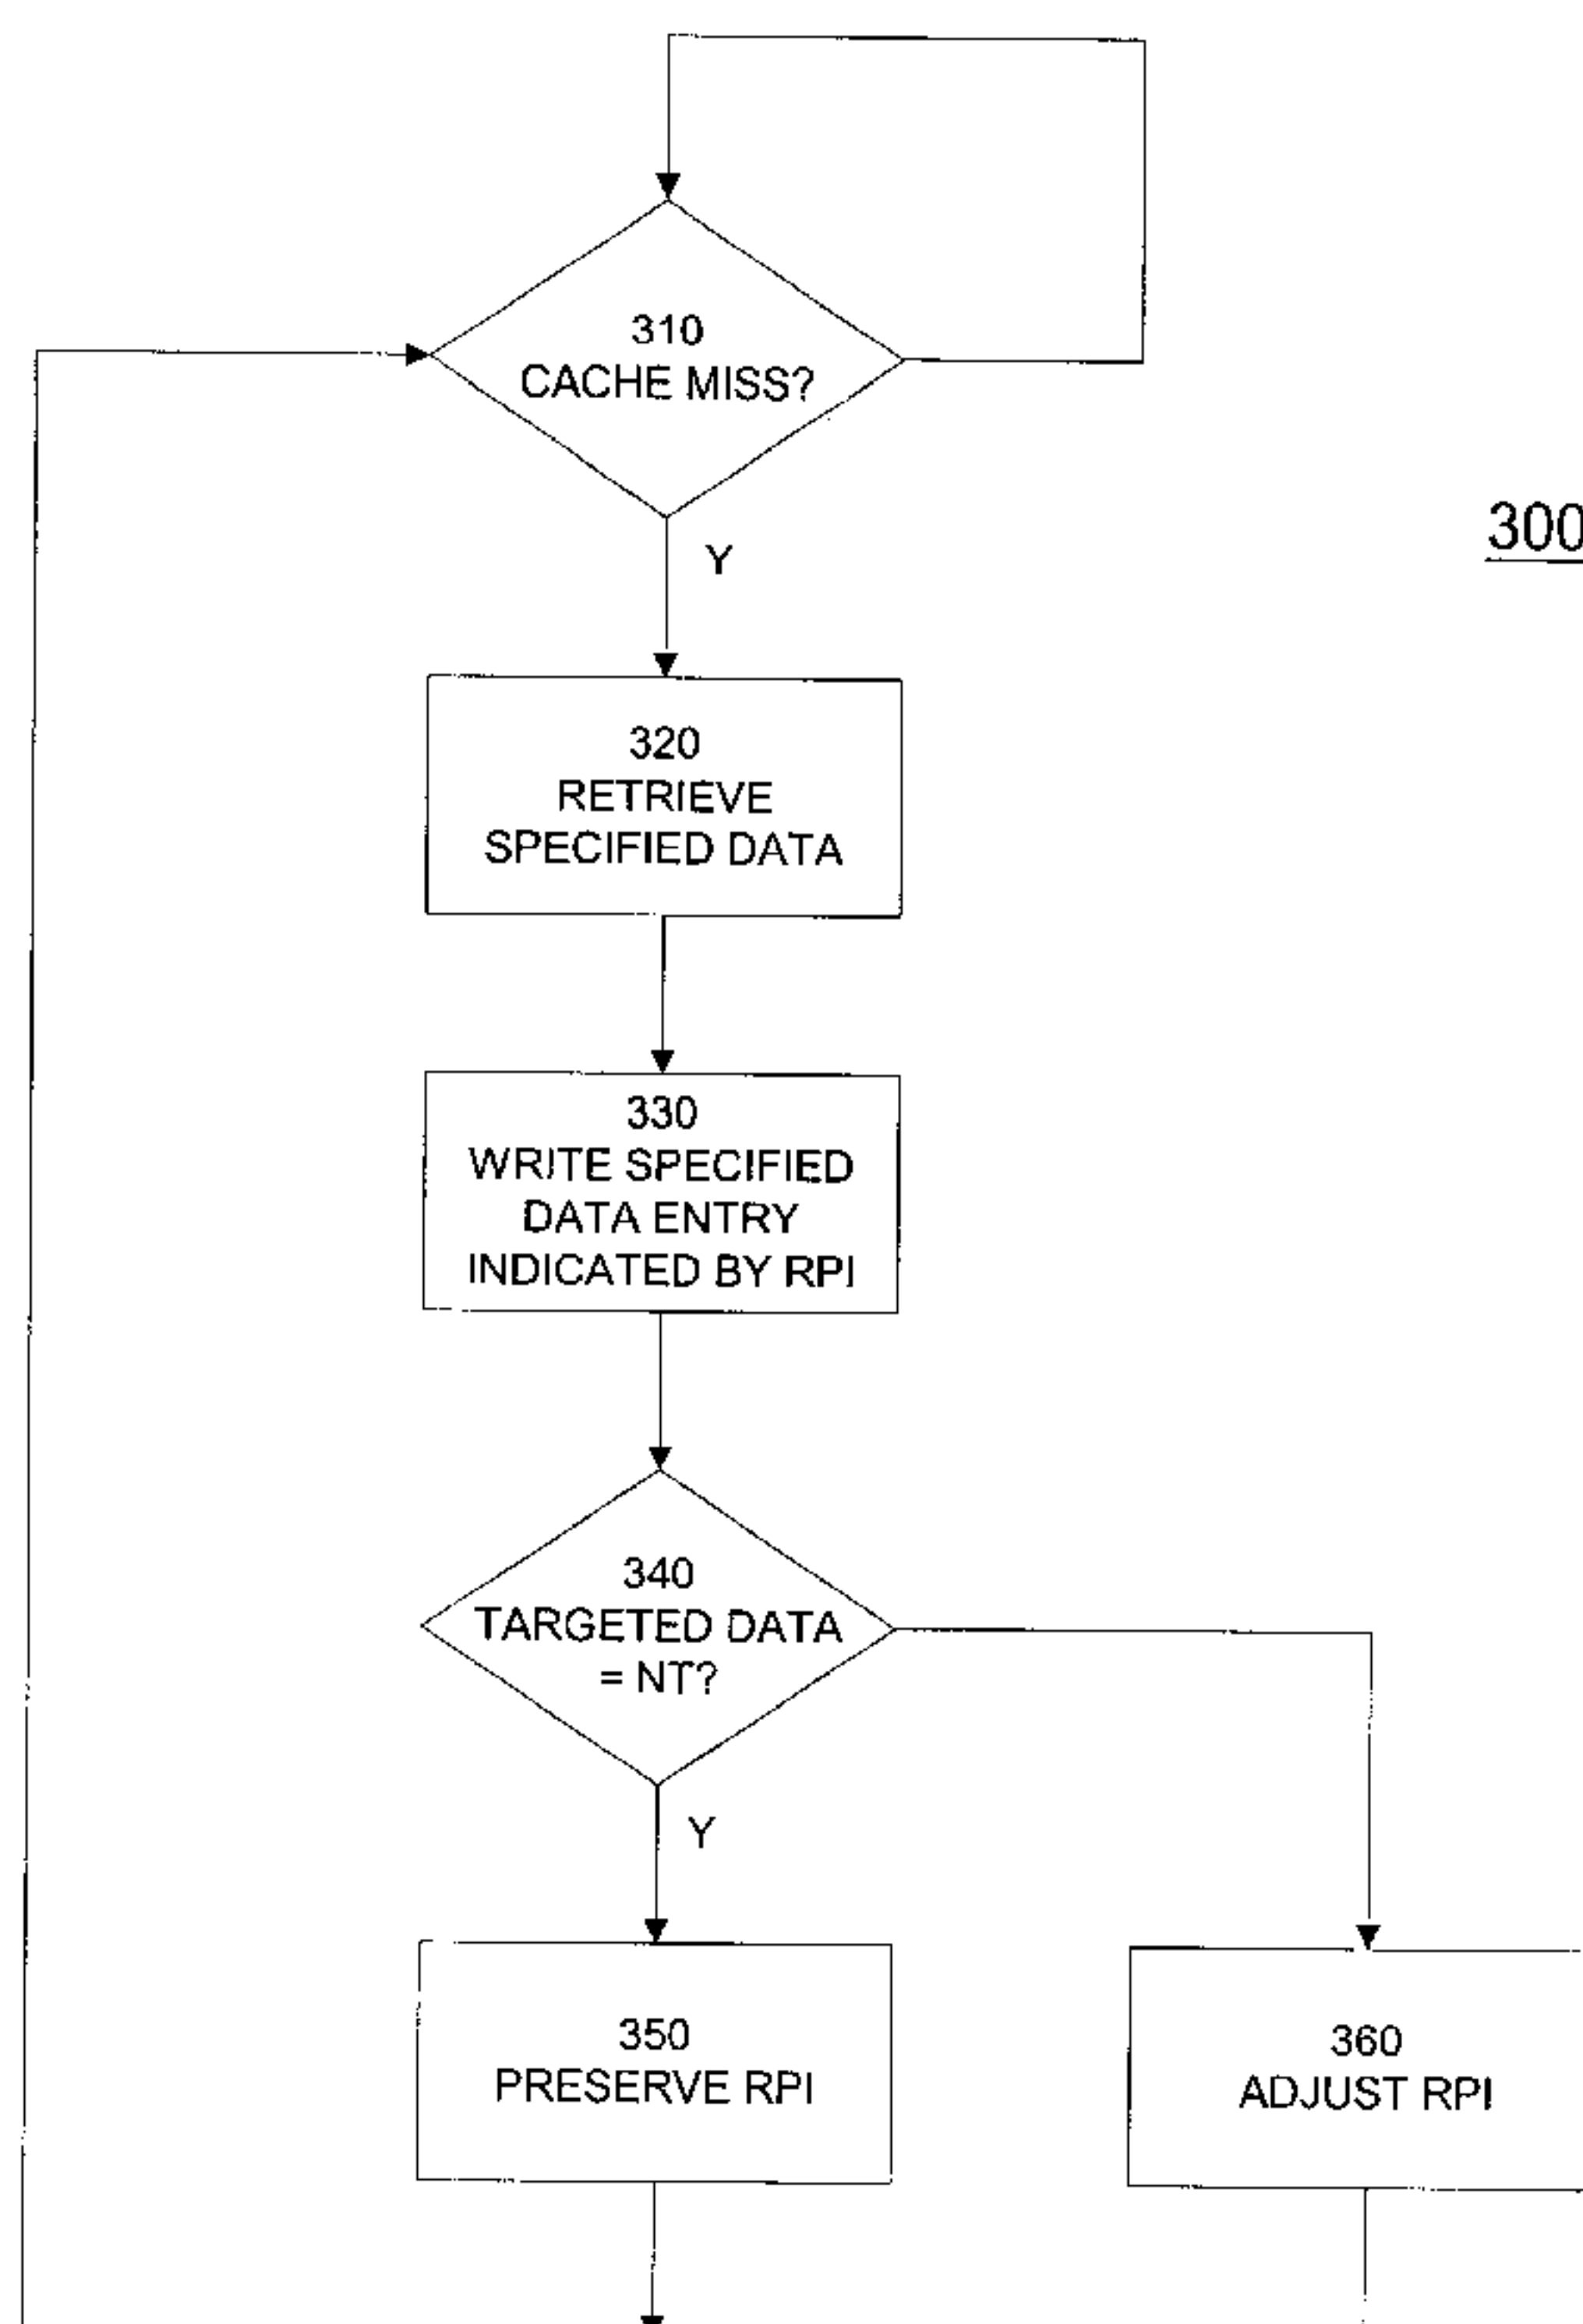 310
CACHE MISS?
300
Y
320
RETRIEVE
SPECIFIED DATA
330
WRITE SPECIFIED
DATA ENTRY
INDICATED BY RPI
340
TARGETED DATA
= NT?
Y
350
PRESERVE RPI
360
ADJUST RPI